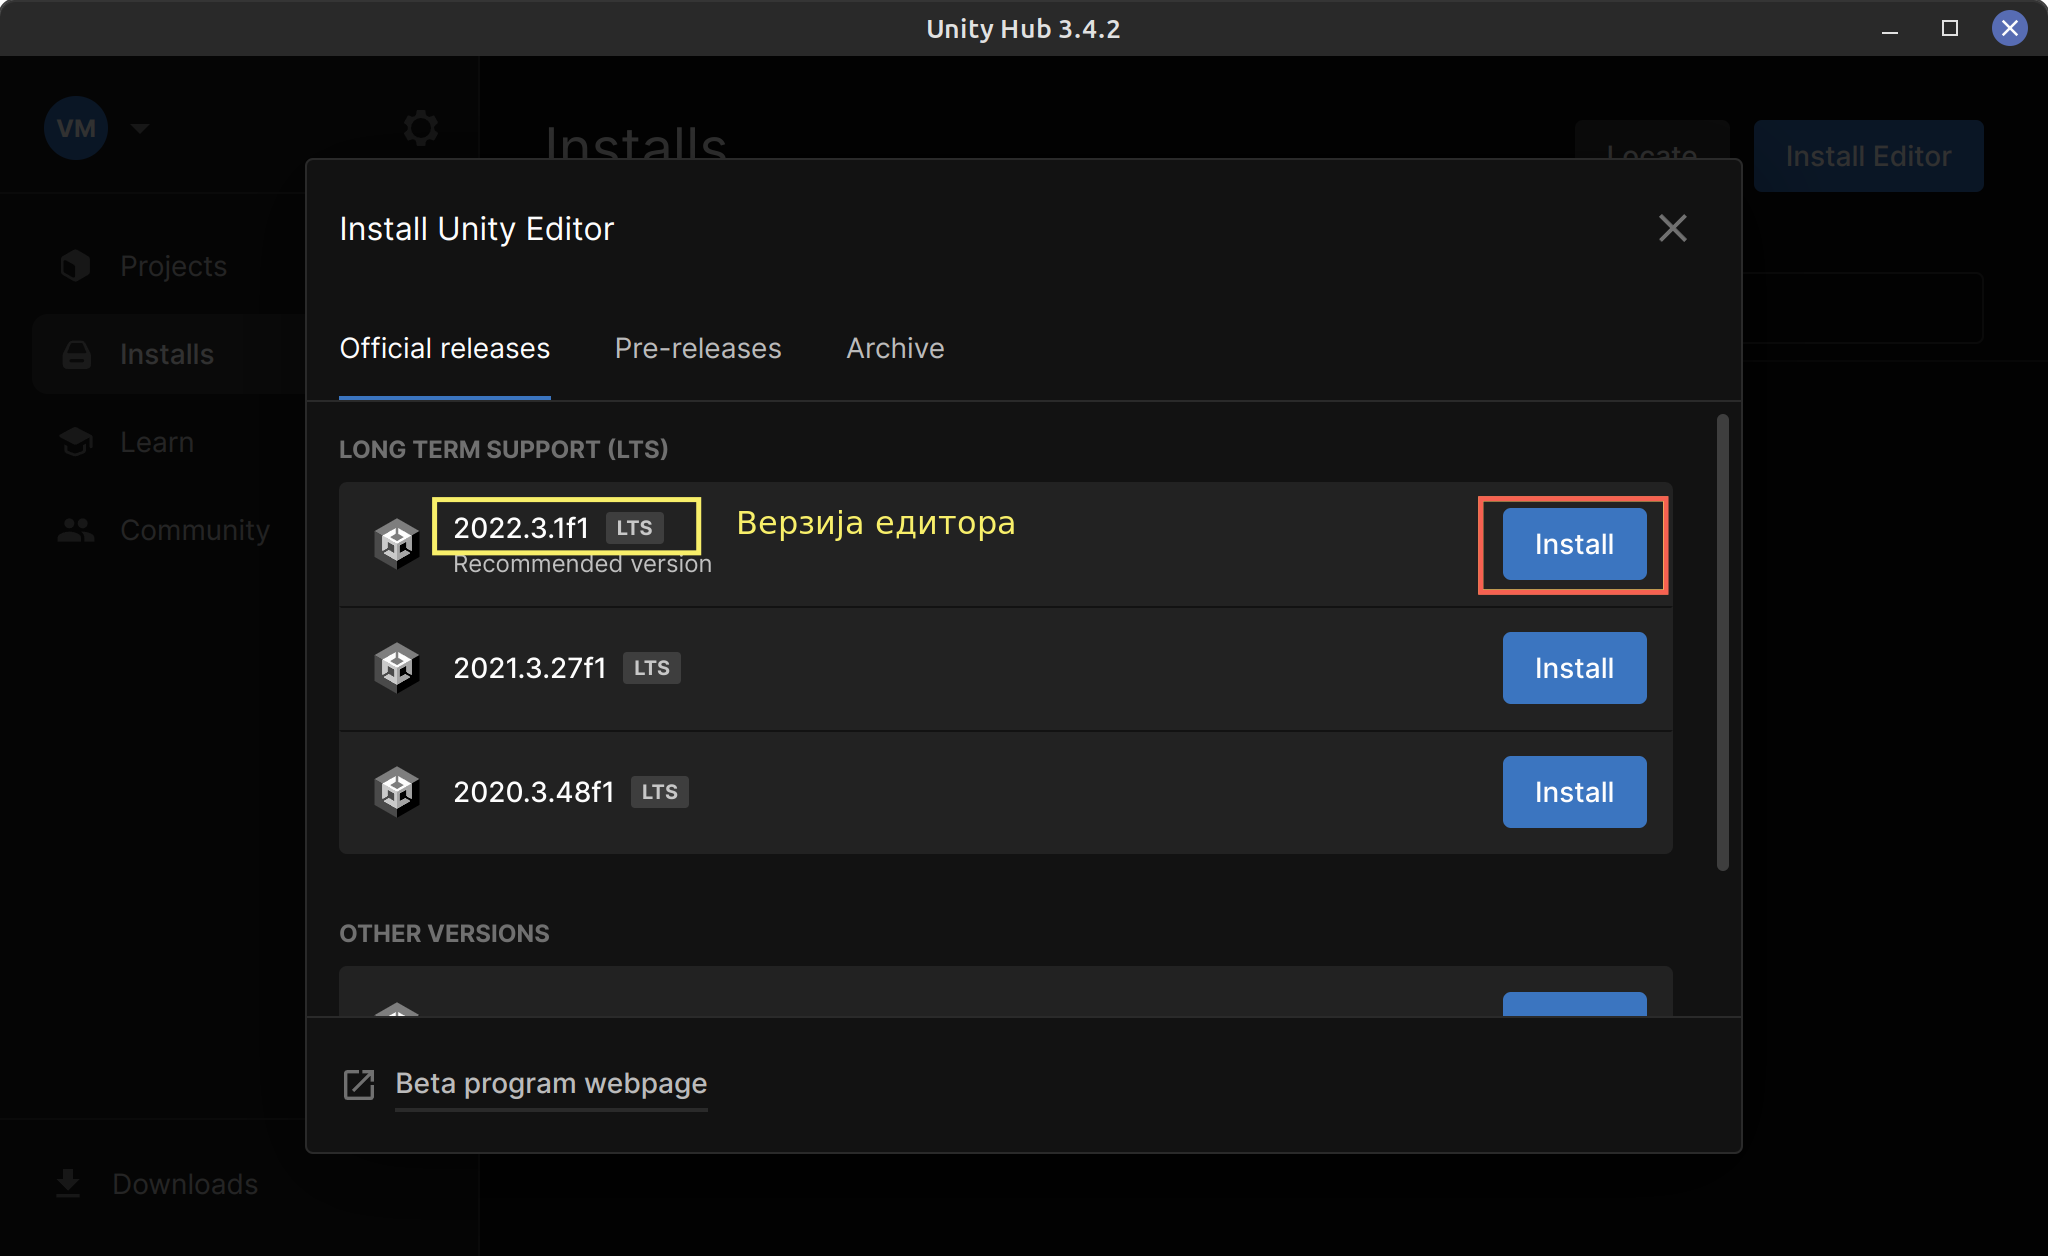 Unity Hub 3.4.2
VM
Installs
Locate
Install Editor
Projects
Installs
Learn
Community
Downloads
Install Unity Editor
Official releases
Pre-releases
Archive
LONG TERM SUPPORT (LTS)
2022.3.1f1 LTS
Верзија едитора
Recommended version
Install
2021.3.27f1 LTS
Install
2020.3.48f1 LTS
Install
OTHER VERSIONS
Beta program webpage